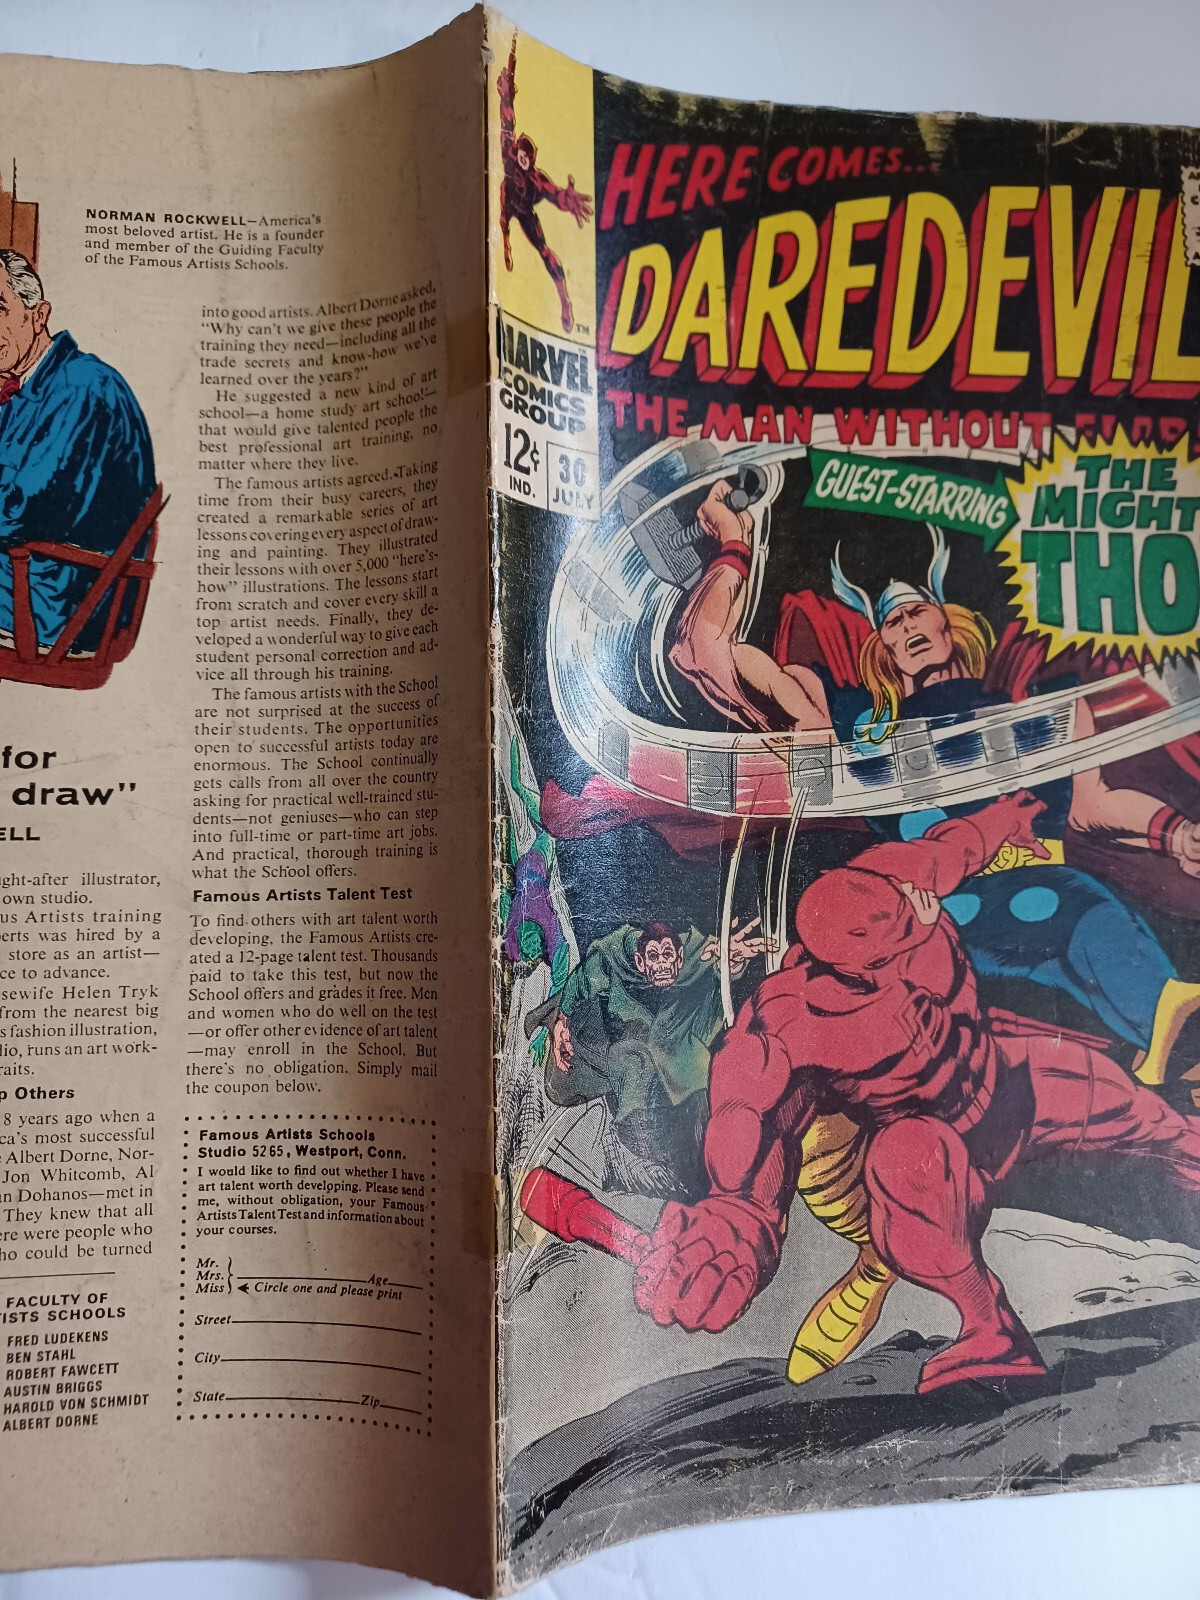 NORMAN ROCKWELL—America's
most beloved artist. He is a founder
and member of the Guiding Faculty
of the Famous Artists Schools.
for
draw"
ELL
ught-after illustrator,
own studio.
us Artists training
perts was hired by a
store as an artist—
ce to advance.
sewife Helen Tryk
from the nearest big
s fashion illustration,
dio, runs an art work-
raits.
p Others
8 years ago when a
ca's most successful
Albert Dorne, Nor-
Jon Whitcomb, Al
an Dohanos—met in
They knew that all
ere were people who
ho could be turned
FACULTY OF
TISTS SCHOOLS
FRED LUDEKENS
BEN STAHL
ROBERT FAWCETT
AUSTIN BRIGGS
HAROLD VON SCHMIDT
ALBERT DORNE
into good artists. Albert Dorne asked,
"Why can't we give these people the
training they need—including all the
trade secrets and know-how we've
learned over the years?"
He suggested a new kind of art
school—a home study art school—
that would give talented people the
best professional art training, no
matter where they live.
The famous artists agreed. Taking
time from their busy careers, they
created a remarkable series of art
lessons covering every aspect of draw-
ing and painting. They illustrated
their lessons with over 5,000 "here's-
how" illustrations. The lessons start
from scratch and cover every skill a
top artist needs. Finally, they de-
veloped a wonderful way to give each
student personal correction and ad-
vice all through his training.
The famous artists with the School
are not surprised at the success of
their students. The opportunities
open to successful artists today are
enormous. The School continually
gets calls from all over the country
asking for practical well-trained stu-
dents—not geniuses—who can step
into full-time or part-time art jobs.
And practical, thorough training is
what the School offers.
Famous Artists Talent Test
To find others with art talent worth
developing, the Famous Artists cre-
ated a 12-page talent test. Thousands
paid to take this test, but now the
School offers and grades it free. Men
and women who do well on the test
—or offer other evidence of art talent
—may enroll in the School. But
there's no obligation. Simply mail
the coupon below.
Famous Artists Schools
Studio 5265, Westport, Conn.
I would like to find out whether I have
art talent worth developing. Please send
me, without obligation, your Famous
Artists Talent Test and information about
your courses.
Mr.
Mrs. Age
Miss Circle one and please print
Street
City
State Zip
TM
MARVEL
COMICS
GROUP
12¢
IND.
30
JULY
HERE COMES...
DAREDEVIL
THE MAN WITHOUT
GUEST-STARRING
THE
MIGHT
THO